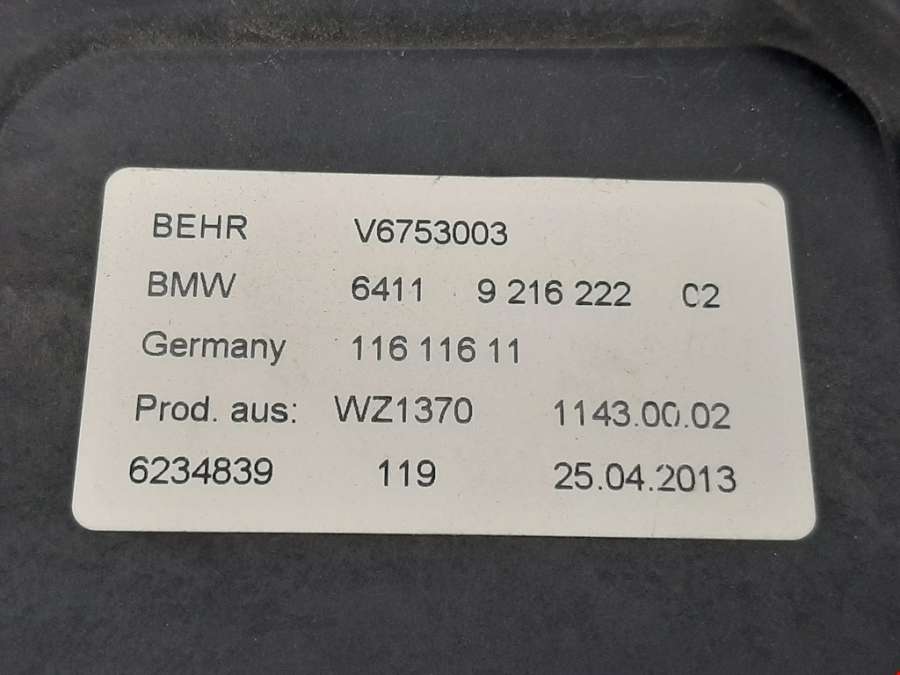 BEHR V6753003
BMW 6411 9 216 222 02
Germany 116 116 11
Prod. aus: WZ1370 1143.00.02
6234839 119 25.04.2013